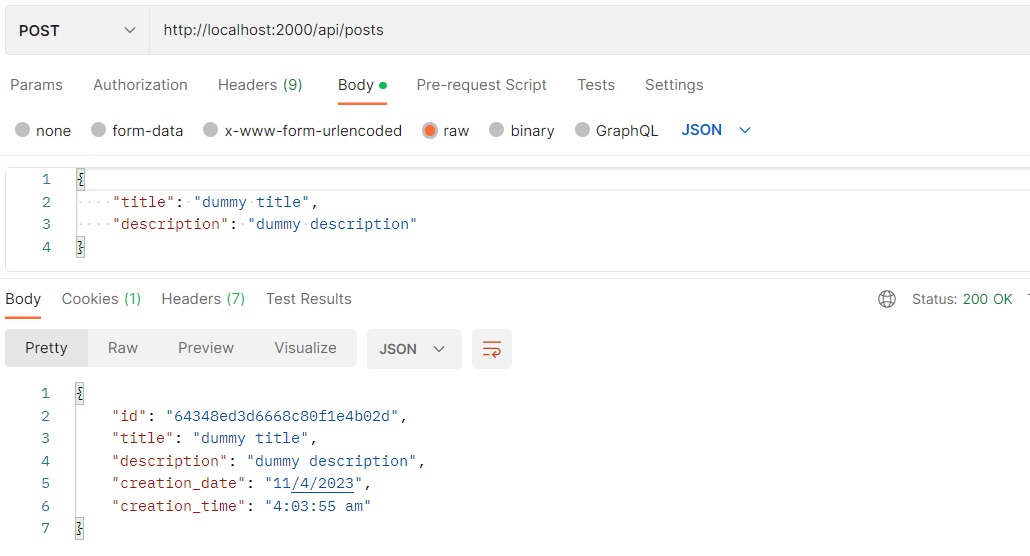 POST http://localhost:2000/api/posts
Params Authorization Headers (9) Body Pre-request Script Tests Settings
none form-data x-www-form-urlencoded raw binary GraphQL JSON
1 {
2 "title": "dummy title",
3 "description": "dummy description"
4 }
Body Cookies (1) Headers (7) Test Results Status: 200 OK
Pretty Raw Preview Visualize JSON
1 {
2 "id": "64348ed3d6668c80f1e4b02d",
3 "title": "dummy title",
4 "description": "dummy description",
5 "creation_date": "11/4/2023",
6 "creation_time": "4:03:55 am"
7 }